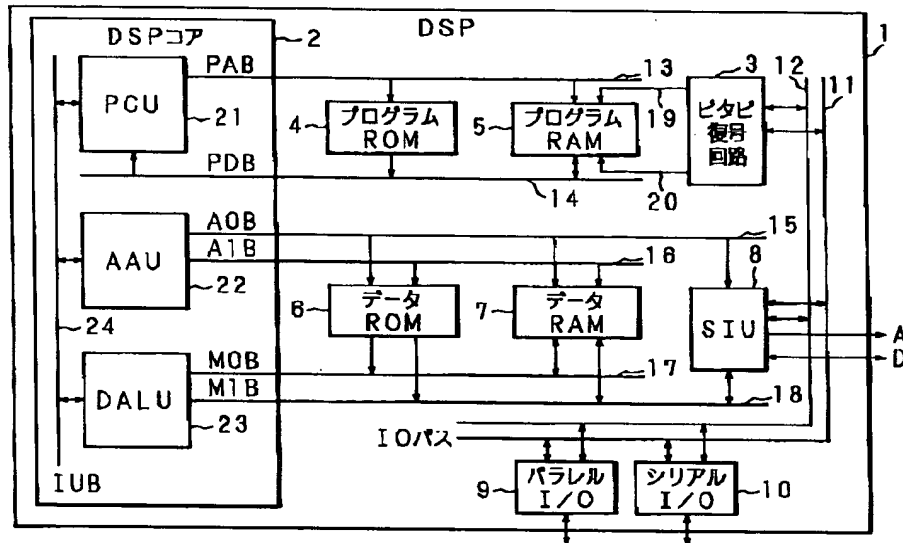 DSP
1
DSPコア
2
PAB
13
3
12
11
PCU
21
4
プログラム
ROM
5
プログラム
RAM
19
ビタビ
復号
回路
PDB
14
20
A0B
15
A1B
16
8
AAU
22
6
データ
ROM
7
データ
RAM
SIU
A
D
24
M0B
17
M1B
18
DALU
23
IOバス
IUB
9
パラレル
I/O
シリアル
I/O
10